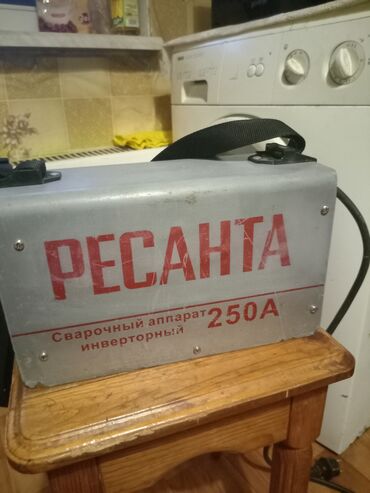 РЕСАНТА
Сварочный аппарат 250А
инверторный